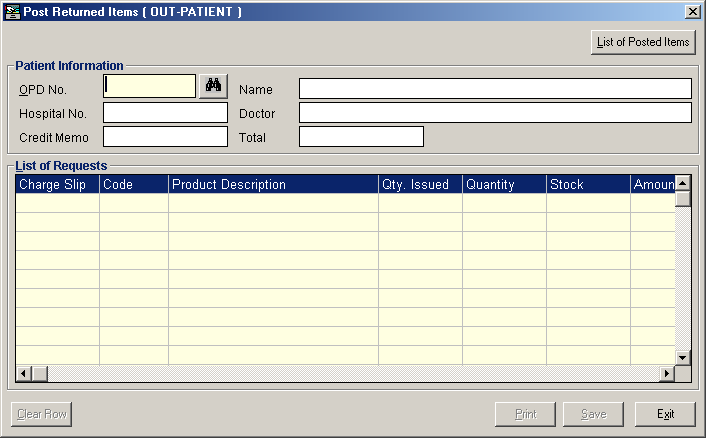 Post Returned Items ( OUT-PATIENT )
List of Posted Items
Patient Information
OPD No.
Name
Hospital No.
Doctor
Credit Memo
Total
List of Requests
Charge Slip Code Product Description Qty. Issued Quantity Stock Amoun
Clear Row Print Save Exit